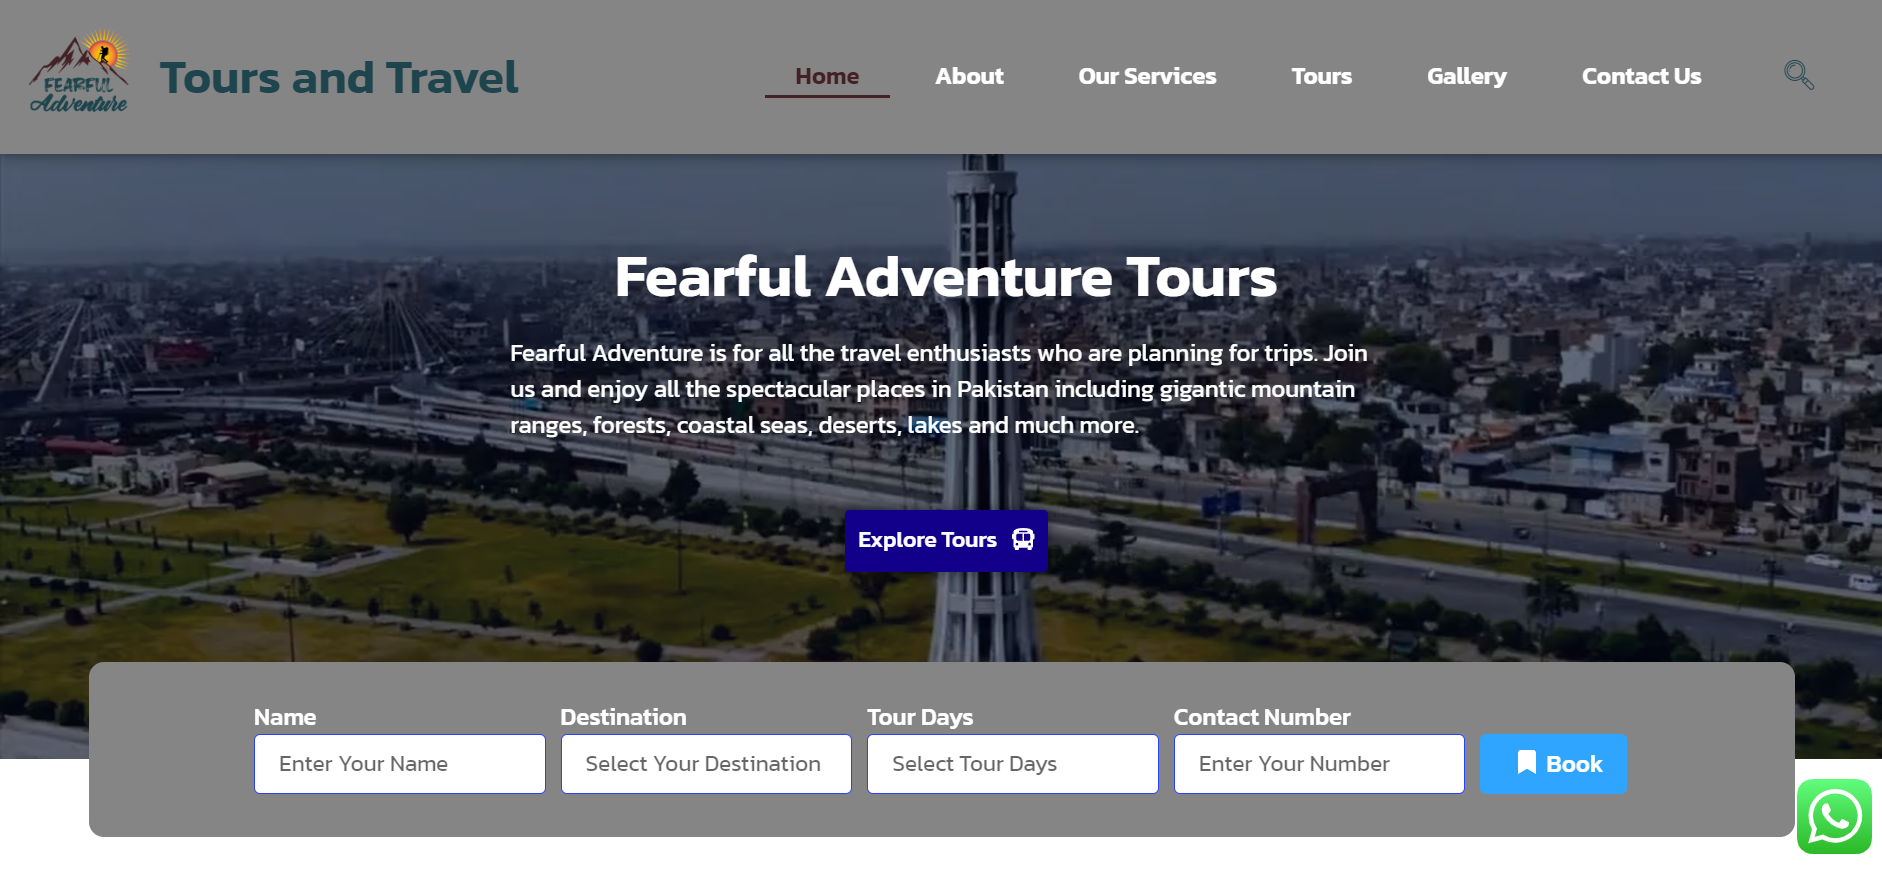 FEARFUL
Adventure
Tours and Travel
Home
About
Our Services
Tours
Gallery
Contact Us
Fearful Adventure Tours
Fearful Adventure is for all the travel enthusiasts who are planning for trips. Join
us and enjoy all the spectacular places in Pakistan including gigantic mountain
ranges, forests, coastal seas, deserts, lakes and much more.
Explore Tours
Name
Destination
Tour Days
Contact Number
Enter Your Name
Select Your Destination
Select Tour Days
Enter Your Number
Book